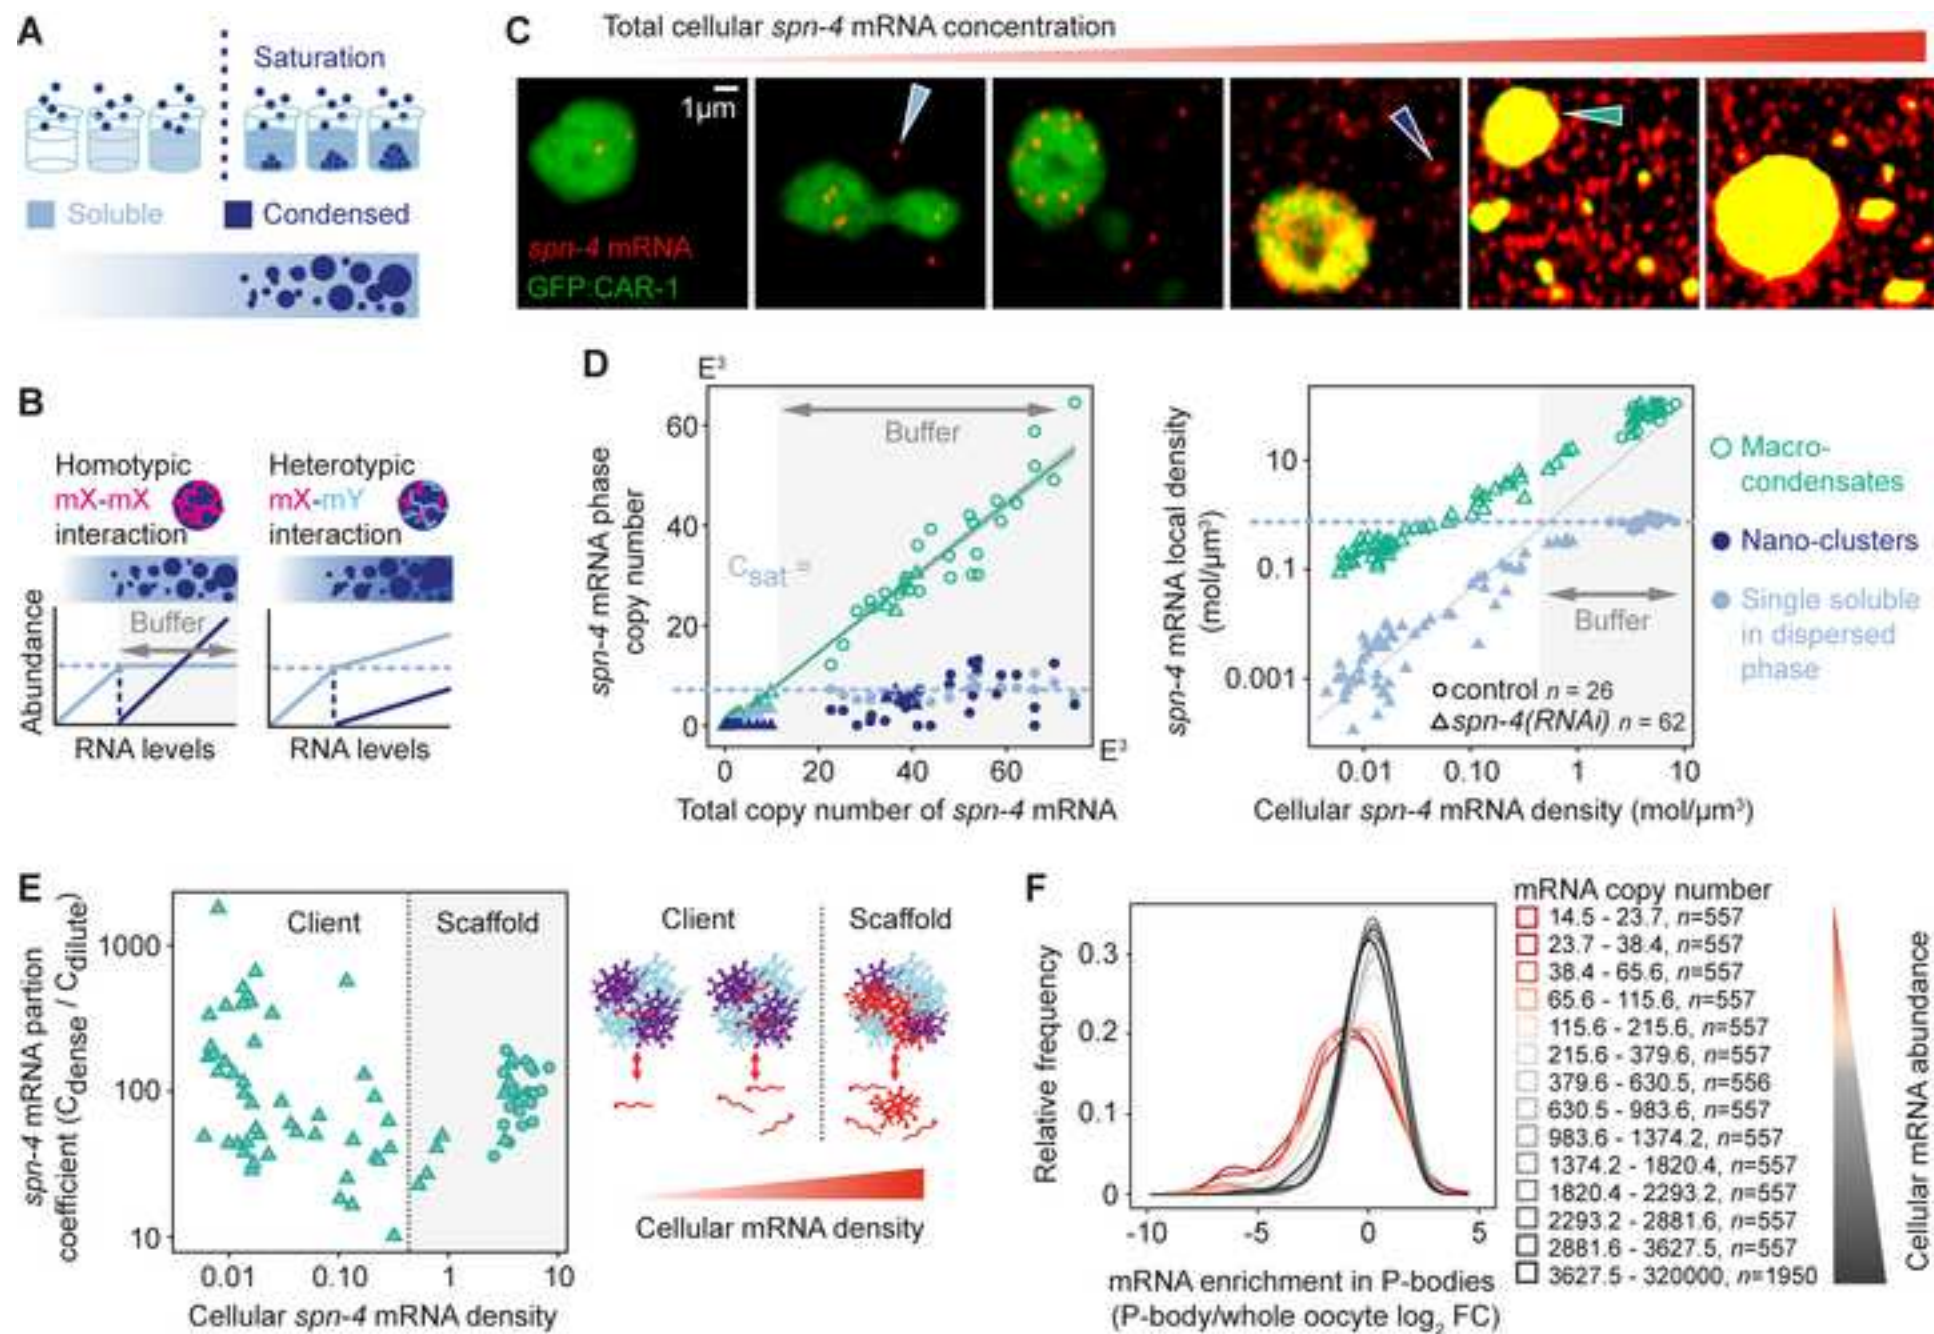 A
Saturation
Soluble
Condensed
B
Homotypic
mX-mX
interaction
Heterotypic
mX-mY
interaction
Abundance
Buffer
RNA levels
RNA levels
C
Total cellular spn-4 mRNA concentration
1µm
spn-4 mRNA
GFP:CAR-1
D
E³
spn-4 mRNA phase
copy number
60
40
20
0
Buffer
Csat =
0 20 40 60
E³
Total copy number of spn-4 mRNA
spn-4 mRNA local density
(mol/µm³)
10
0.1
0.001
Buffer
control n = 26
spn-4(RNAi) n = 62
0.01 0.10 1 10
Cellular spn-4 mRNA density (mol/µm³)
Macro-
condensates
Nano-clusters
Single soluble
in dispersed
phase
E
spn-4 mRNA partion
coefficient (Cdense / Cdilute)
1000
100
10
Client
Scaffold
0.01 0.10 1 10
Cellular spn-4 mRNA density
Client
Scaffold
Cellular mRNA density
F
Relative frequency
0.3
0.2
0.1
0
-10 -5 0 5
mRNA enrichment in P-bodies
(P-body/whole oocyte log₂ FC)
mRNA copy number
14.5 - 23.7, n=557
23.7 - 38.4, n=557
38.4 - 65.6, n=557
65.6 - 115.6, n=557
115.6 - 215.6, n=557
215.6 - 379.6, n=557
379.6 - 630.5, n=556
630.5 - 983.6, n=557
983.6 - 1374.2, n=557
1374.2 - 1820.4, n=557
1820.4 - 2293.2, n=557
2293.2 - 2881.6, n=557
2881.6 - 3627.5, n=557
3627.5 - 320000, n=1950
Cellular mRNA abundance